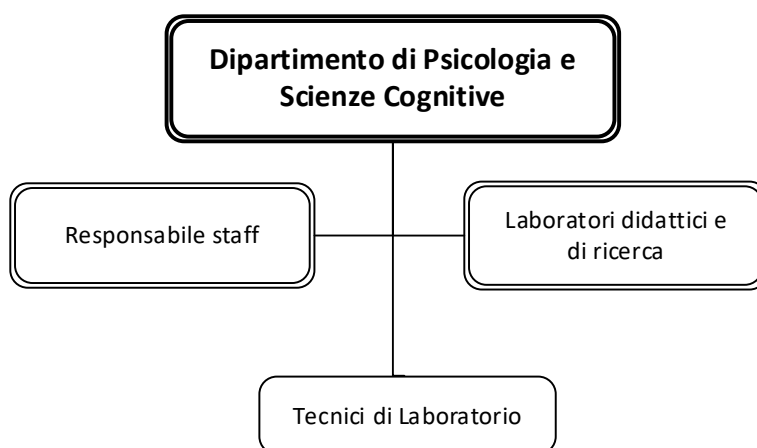 Dipartimento di Psicologia e
Scienze Cognitive
Responsabile staff
Laboratori didattici e
di ricerca
Tecnici di Laboratorio